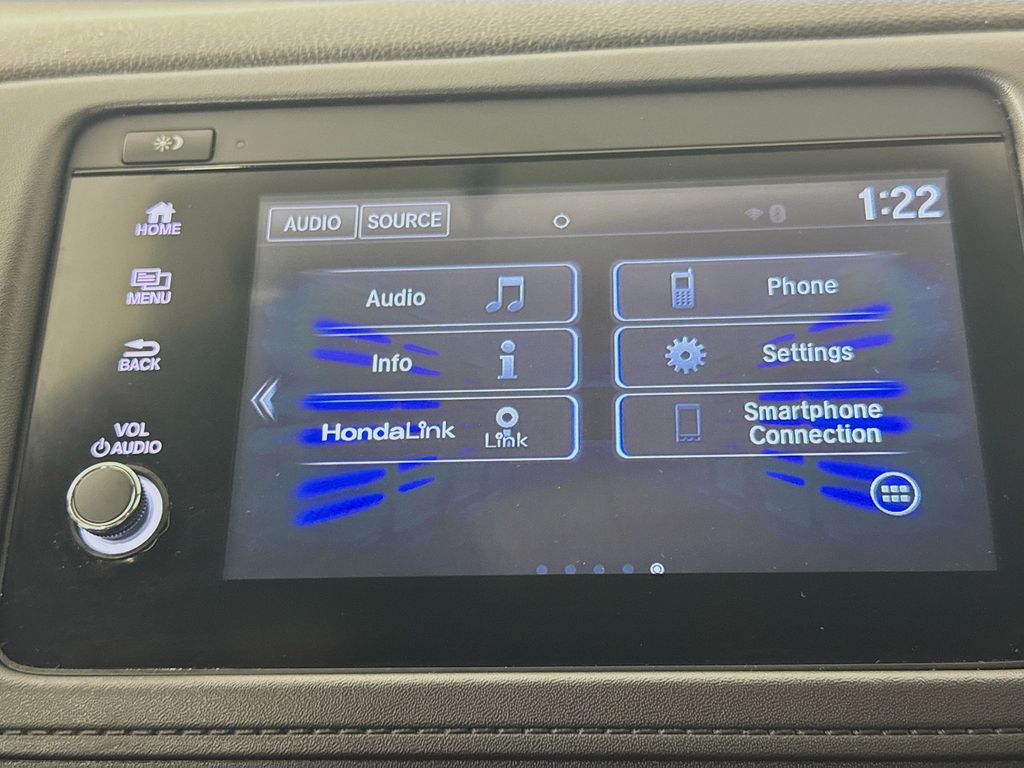 AUDIO SOURCE 1:22
HOME
MENU
BACK
VOL
AUDIO
Audio
Phone
Info
Settings
HondaLink
Link
Smartphone
Connection